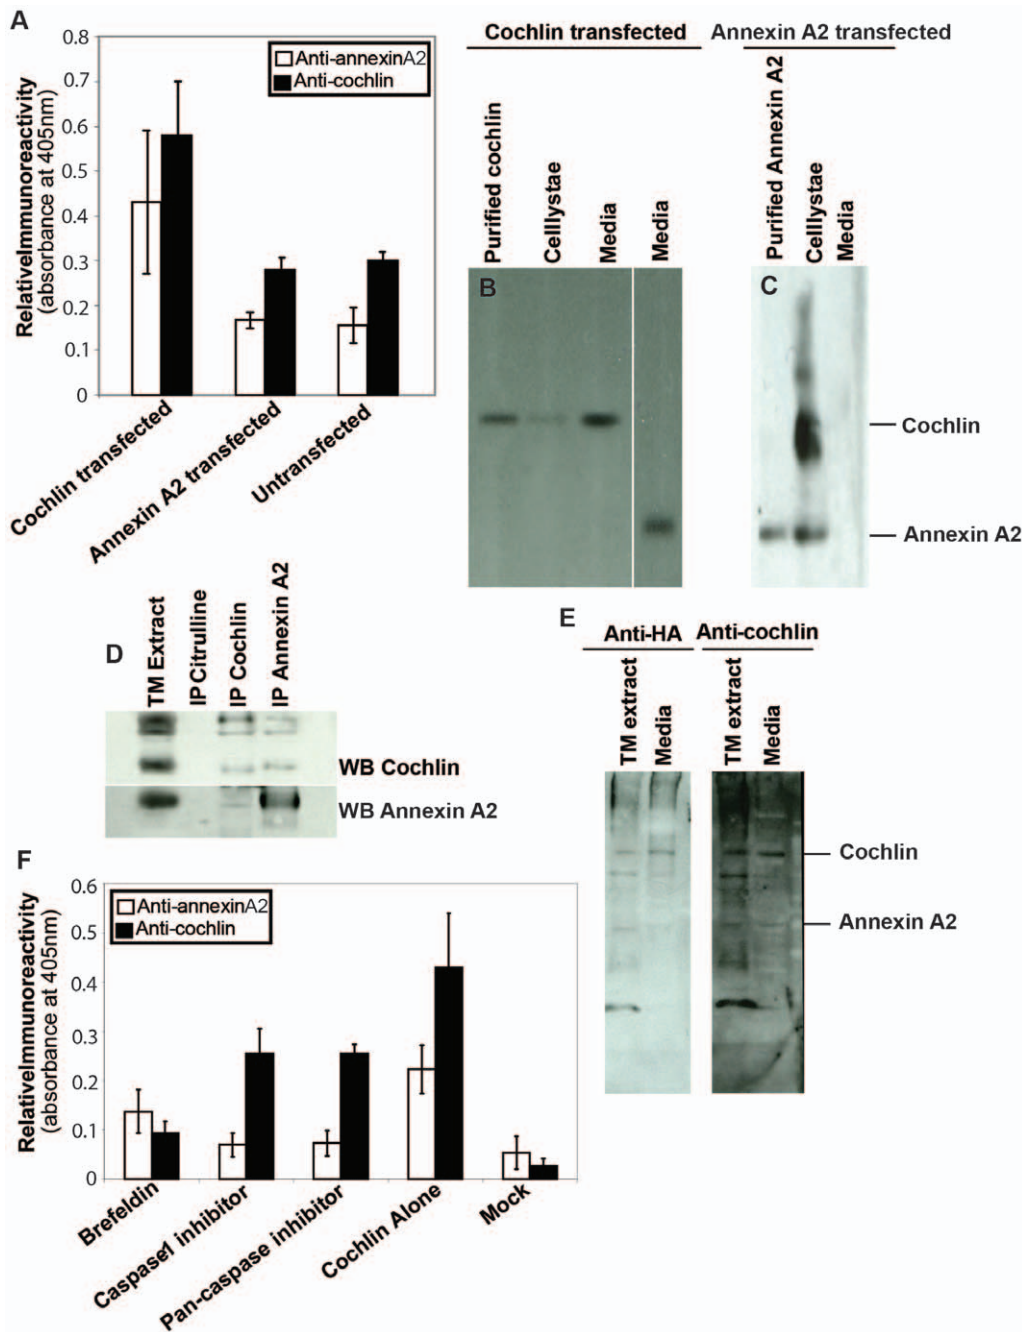 A
0.8
0.7
0.6
0.5
0.4
0.3
0.2
0.1
0
RelativeImmunoreactivity
(absorbance at 405nm)
Anti-annexinA2
Anti-cochlin
Cochlin transfected
Annexin A2 transfected
Untransfected
Cochlin transfected
Purified cochlin
Celllystae
Media
Media
B
Annexin A2 transfected
Purified Annexin A2
Celllystae
Media
C
Cochlin
Annexin A2
D
TM Extract
IP Citrulline
IP Cochlin
IP Annexin A2
WB Cochlin
WB Annexin A2
E
Anti-HA
Anti-cochlin
TM extract
Media
TM extract
Media
Cochlin
Annexin A2
F
0.6
0.5
0.4
0.3
0.2
0.1
0
RelativeImmunoreactivity
(absorbance at 405nm)
Anti-annexinA2
Anti-cochlin
Brefeldin
Caspase1 inhibitor
Pan-caspase inhibitor
Cochlin Alone
Mock